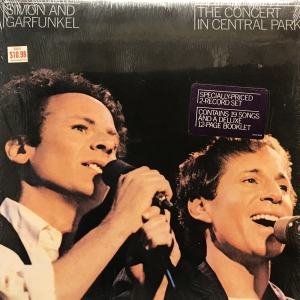 SIMON AND
GARFUNKEL
THE CONCERT
IN CENTRAL PARK
$10.99
SPECIALLY-PRICED
2-RECORD SET
CONTAINS 19 SONGS
AND A DELUXE
12-PAGE BOOKLET